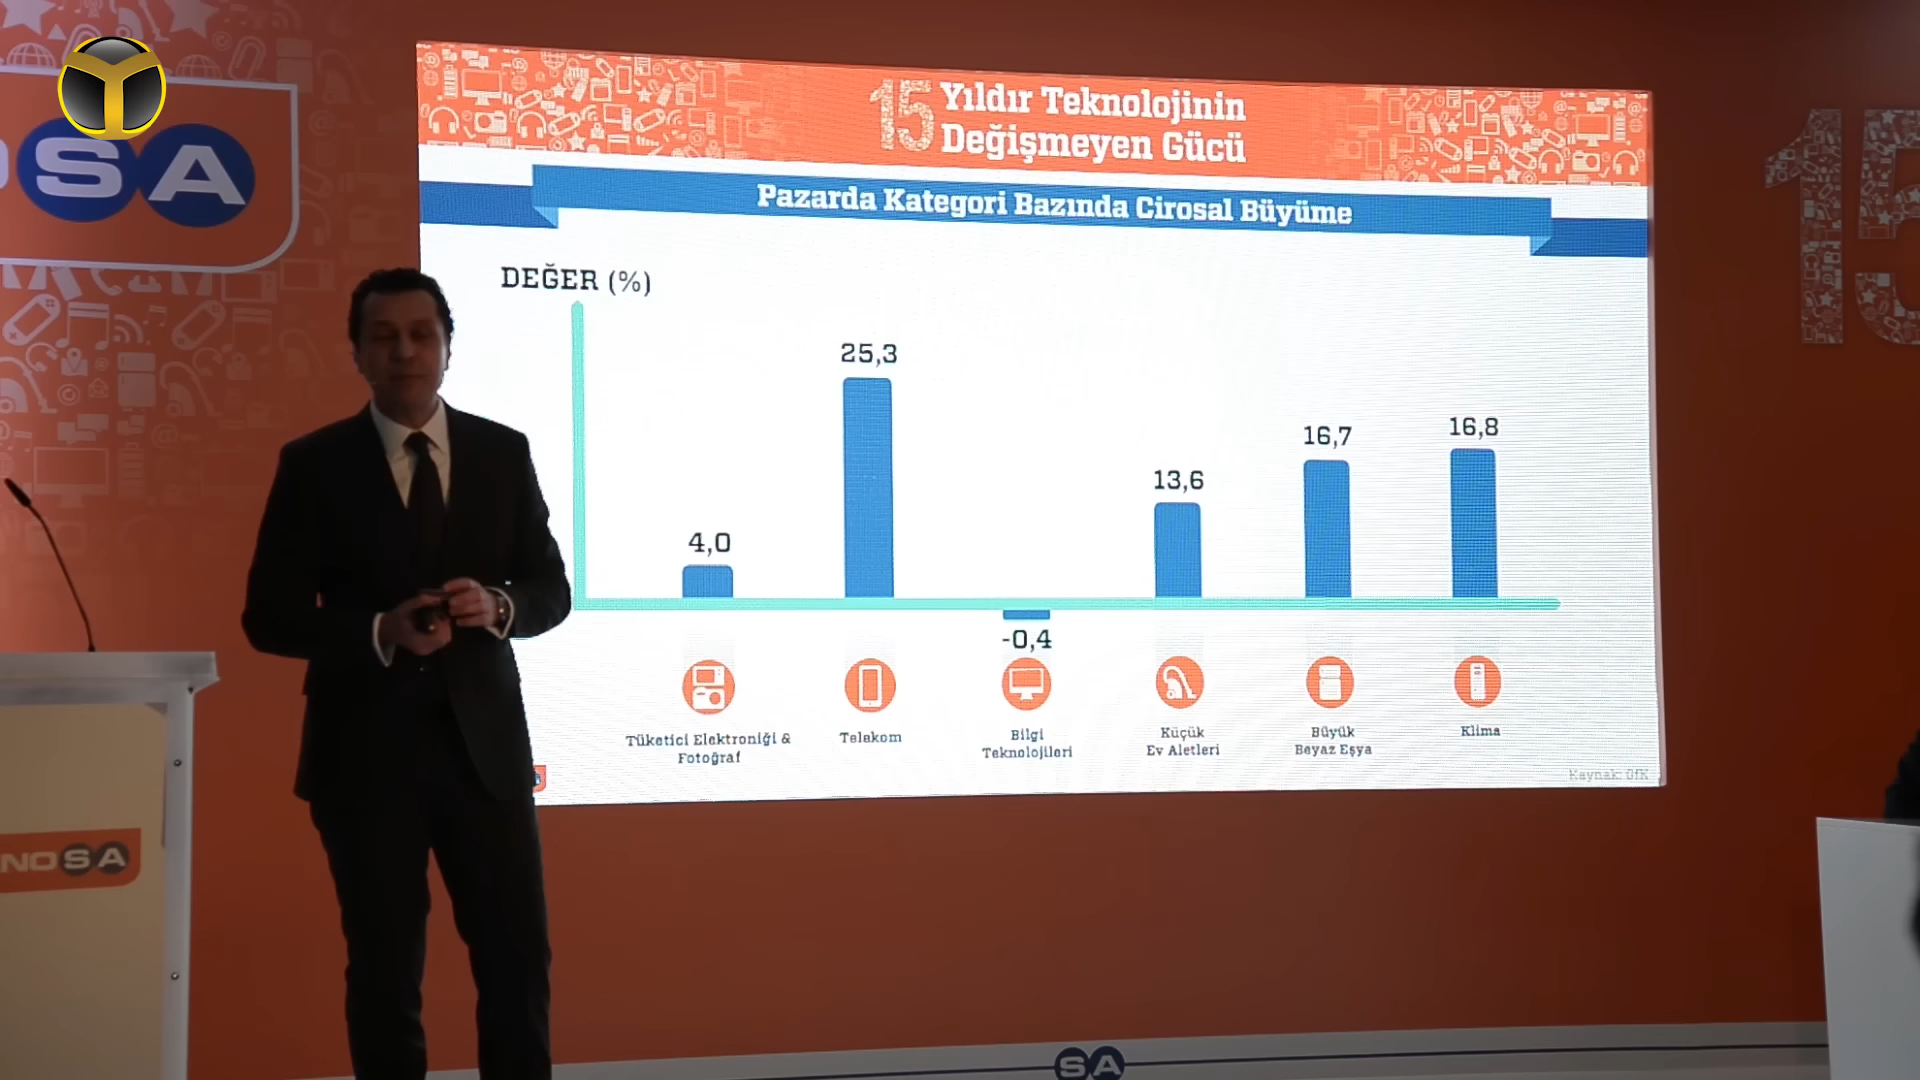 SA
15 Yıldır Teknolojinin
Değişmeyen Gücü
15
Pazarda Kategori Bazında Cirosal Büyüme
DEĞER (%)
4,0
25,3
-0,4
13,6
16,7
16,8
Tüketici Elektroniği &
Fotoğraf
Telekom
Bilgi
Teknolojileri
Küçük
Ev Aletleri
Büyük
Beyaz Eşya
Klima
Kaynak: GfK
NOSA
SA